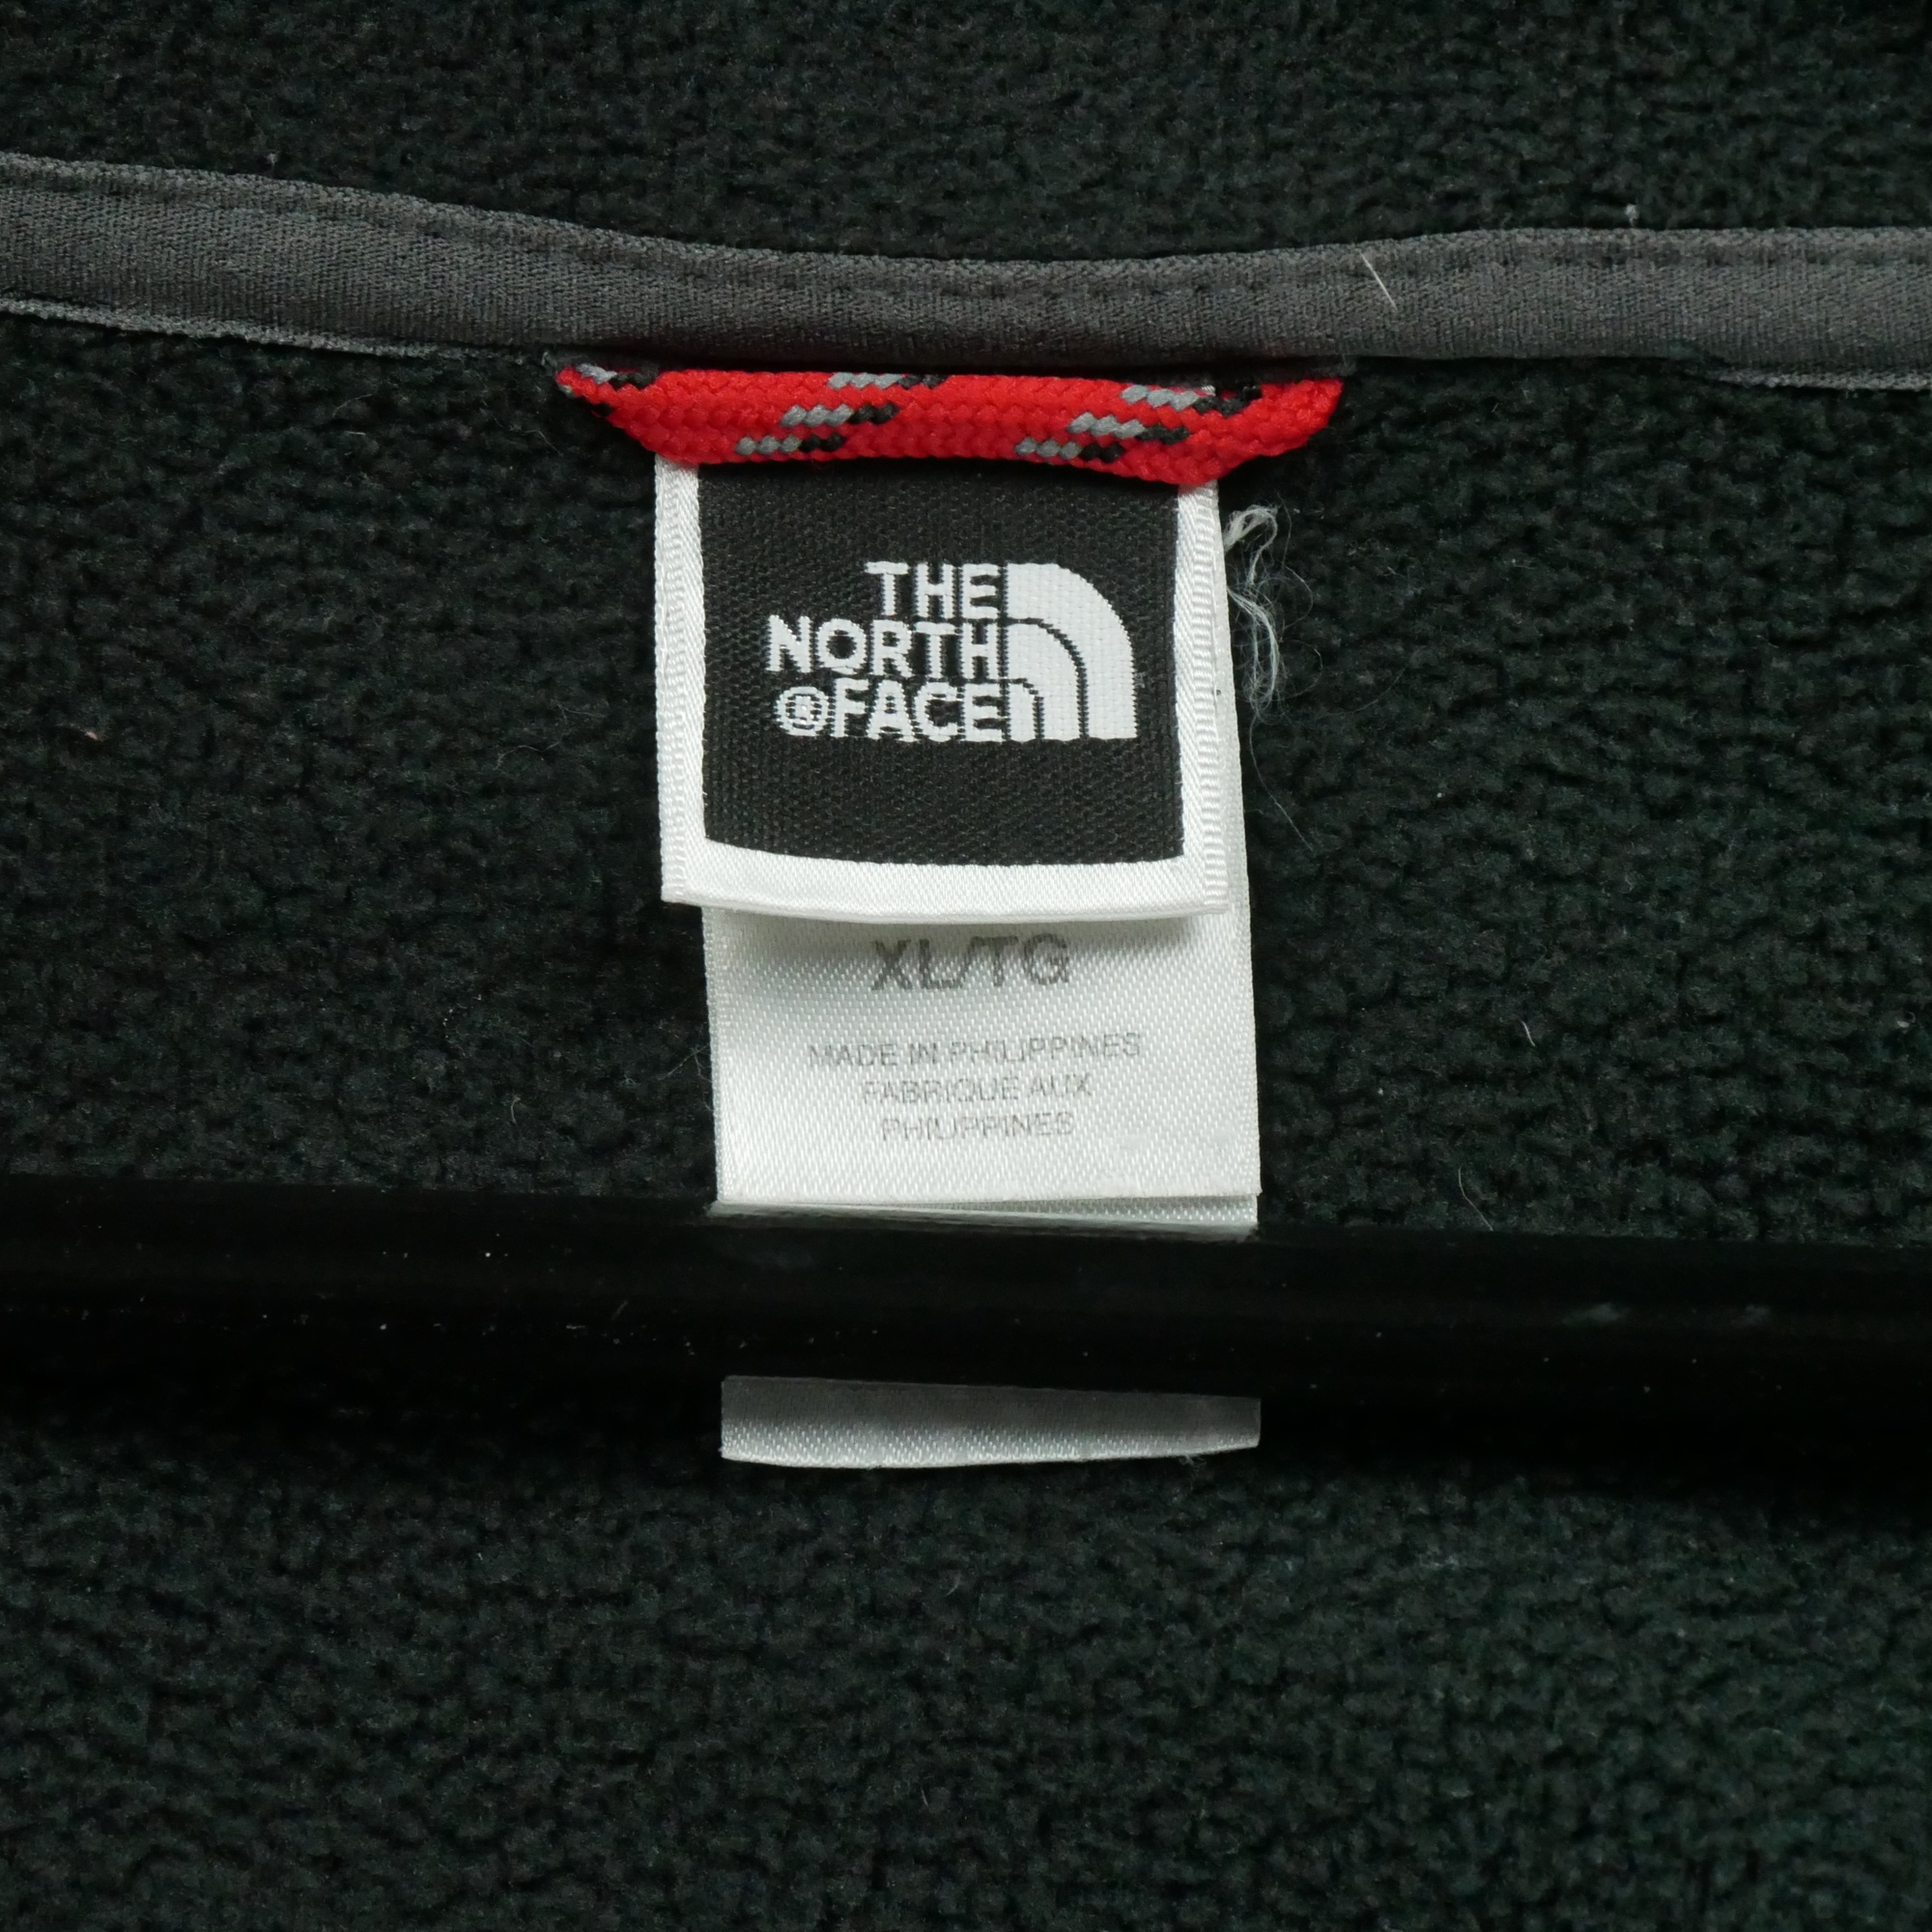 THE
NORTH
®FACE
XL/TG
MADE IN PHILIPPINES
FABRIQUE AUX
PHILIPPINES